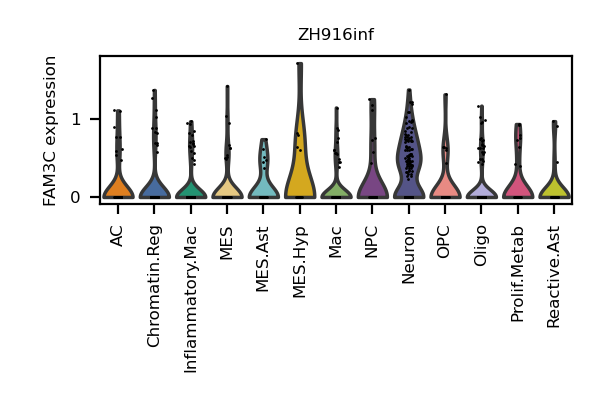 ZH916inf
FAM3C expression
1
0
AC
Chromatin.Reg
Inflammatory.Mac
MES
MES.Ast
MES.Hyp
Mac
NPC
Neuron
OPC
Oligo
Prolif.Metab
Reactive.Ast